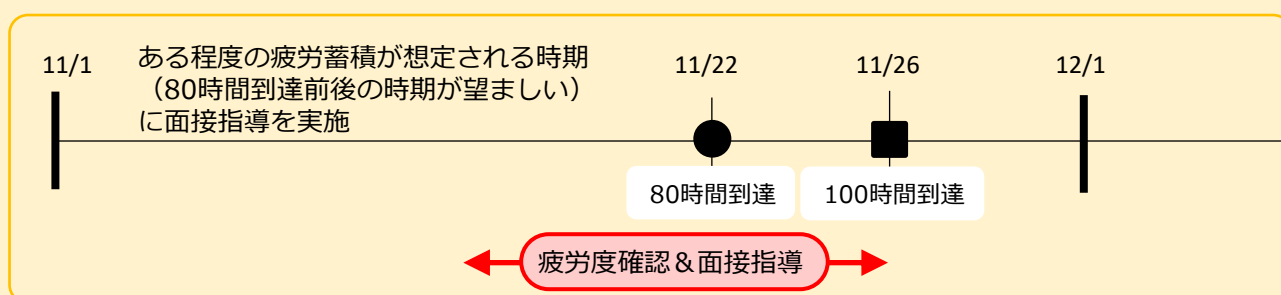 11/1
ある程度の疲労蓄積が想定される時期
（80時間到達前後の時期が望ましい）
に面接指導を実施
11/22
11/26
12/1
80時間到達
100時間到達
疲労度確認＆面接指導